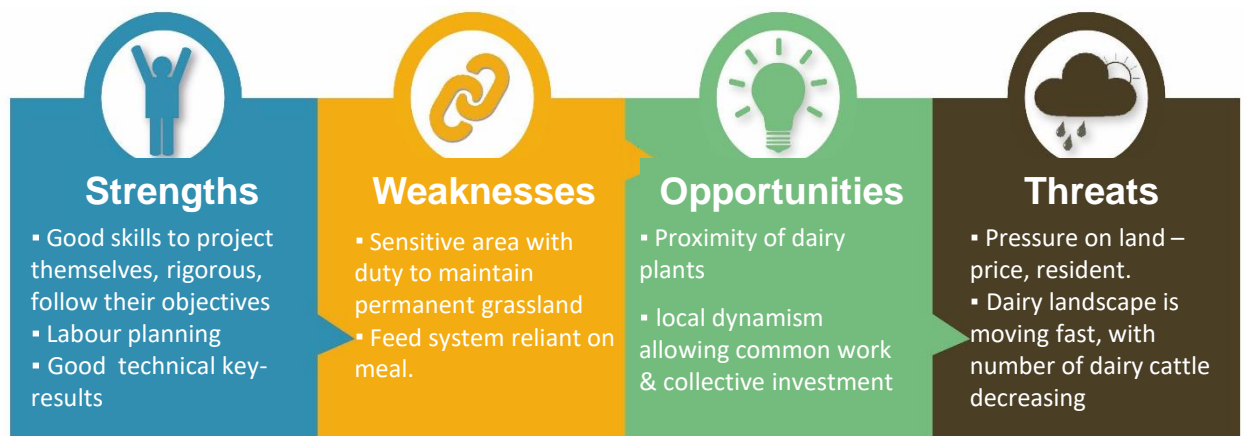 Strengths
▪ Good skills to project
themselves, rigorous,
follow their objectives
▪ Labour planning
▪ Good technical key-
results
Weaknesses
▪ Sensitive area with
duty to maintain
permanent grassland
▪ Feed system reliant on
meal.
Opportunities
▪ Proximity of dairy
plants
▪ local dynamism
allowing common work
& collective investment
Threats
▪ Pressure on land –
price, resident.
▪ Dairy landscape is
moving fast, with
number of dairy cattle
decreasing